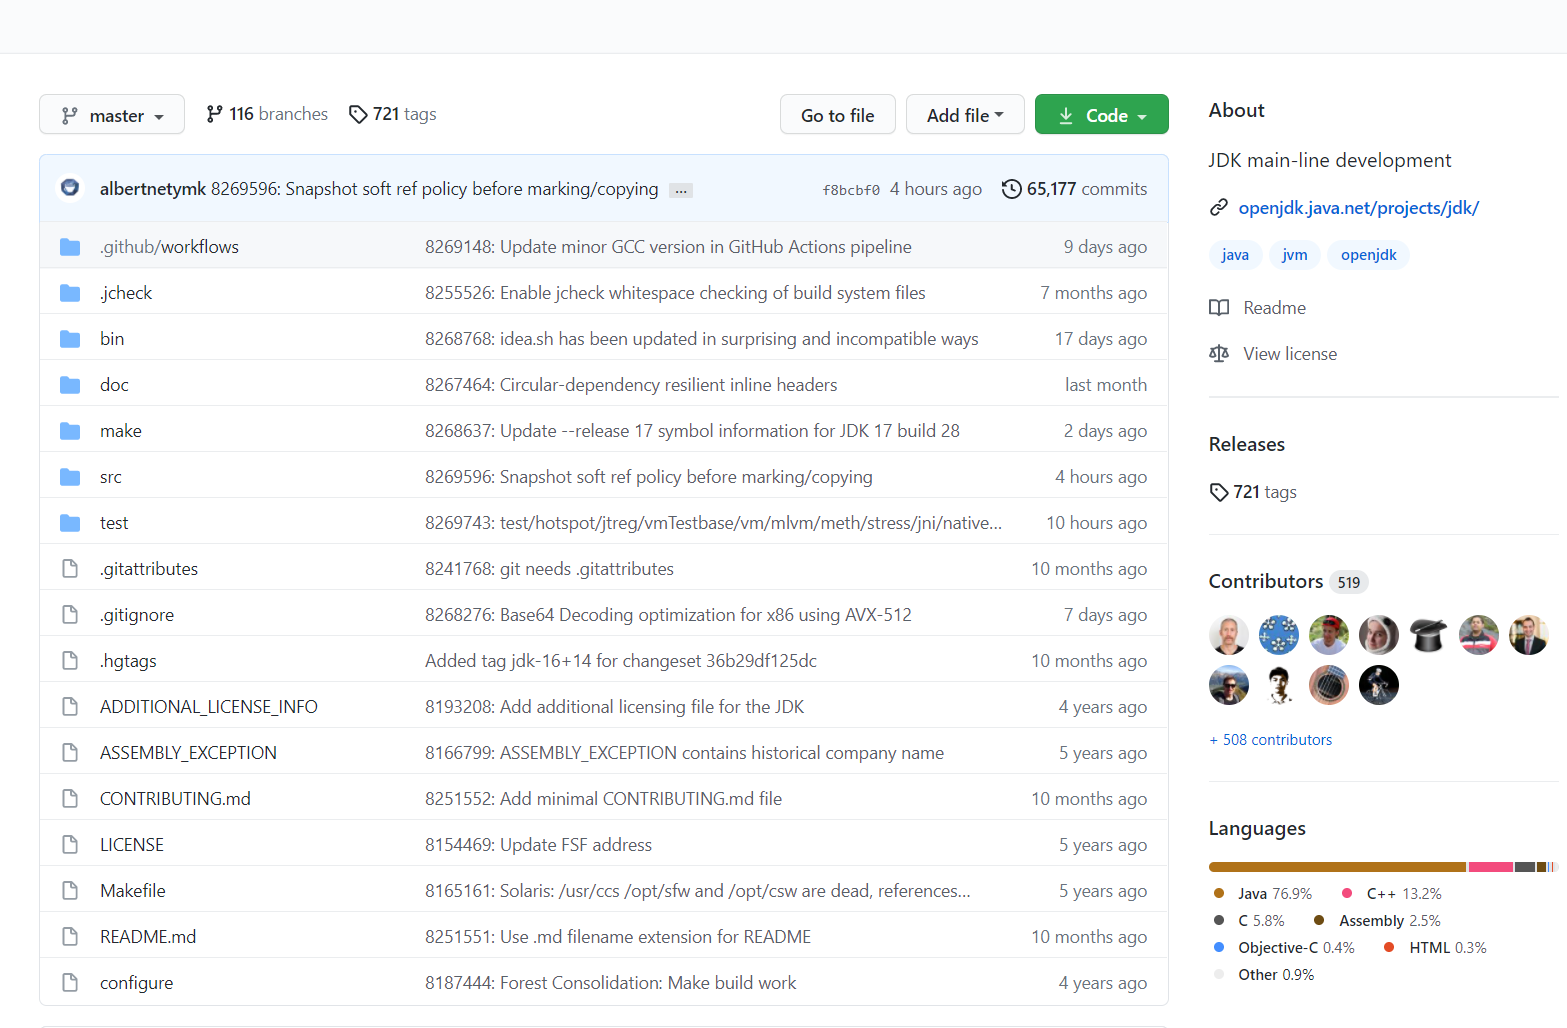 master 116 branches 721 tags Go to file Add file Code
albertnetymk 8269596: Snapshot soft ref policy before marking/copying ... f8bcbf0 4 hours ago 65,177 commits
.github/workflows 8269148: Update minor GCC version in GitHub Actions pipeline 9 days ago
.jcheck 8255526: Enable jcheck whitespace checking of build system files 7 months ago
bin 8268768: idea.sh has been updated in surprising and incompatible ways 17 days ago
doc 8267464: Circular-dependency resilient inline headers last month
make 8268637: Update --release 17 symbol information for JDK 17 build 28 2 days ago
src 8269596: Snapshot soft ref policy before marking/copying 4 hours ago
test 8269743: test/hotspot/jtreg/vmTestbase/vm/mlvm/meth/stress/jni/native... 10 hours ago
.gitattributes 8241768: git needs .gitattributes 10 months ago
.gitignore 8268276: Base64 Decoding optimization for x86 using AVX-512 7 days ago
.hgtags Added tag jdk-16+14 for changeset 36b29df125dc 10 months ago
ADDITIONAL_LICENSE_INFO 8193208: Add additional licensing file for the JDK 4 years ago
ASSEMBLY_EXCEPTION 8166799: ASSEMBLY_EXCEPTION contains historical company name 5 years ago
CONTRIBUTING.md 8251552: Add minimal CONTRIBUTING.md file 10 months ago
LICENSE 8154469: Update FSF address 5 years ago
Makefile 8165161: Solaris: /usr/ccs /opt/sfw and /opt/csw are dead, references... 5 years ago
README.md 8251551: Use .md filename extension for README 10 months ago
configure 8187444: Forest Consolidation: Make build work 4 years ago
About
JDK main-line development
openjdk.java.net/projects/jdk/
java jvm openjdk
Readme
View license
Releases
721 tags
Contributors 519
+ 508 contributors
Languages
Java 76.9% C++ 13.2%
C 5.8% Assembly 2.5%
Objective-C 0.4% HTML 0.3%
Other 0.9%